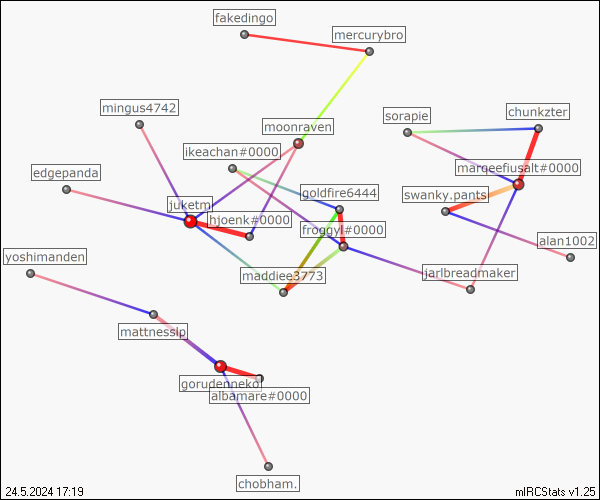 fakedingo
mercurybro
mingus4742
moonraven
sorapie
chunkzter
ikeachan#0000
marqeefiusalt#0000
edgepanda
goldfire6444
swanky.pants
juketm
hjoenk#0000
froggyl#0000
alan1002
yoshimanden
maddiee3773
jarlbreadmaker
mattnesslp
gorudenneko
albamare#0000
chobham.
24.5.2024 17:19
mIRCStats v1.25